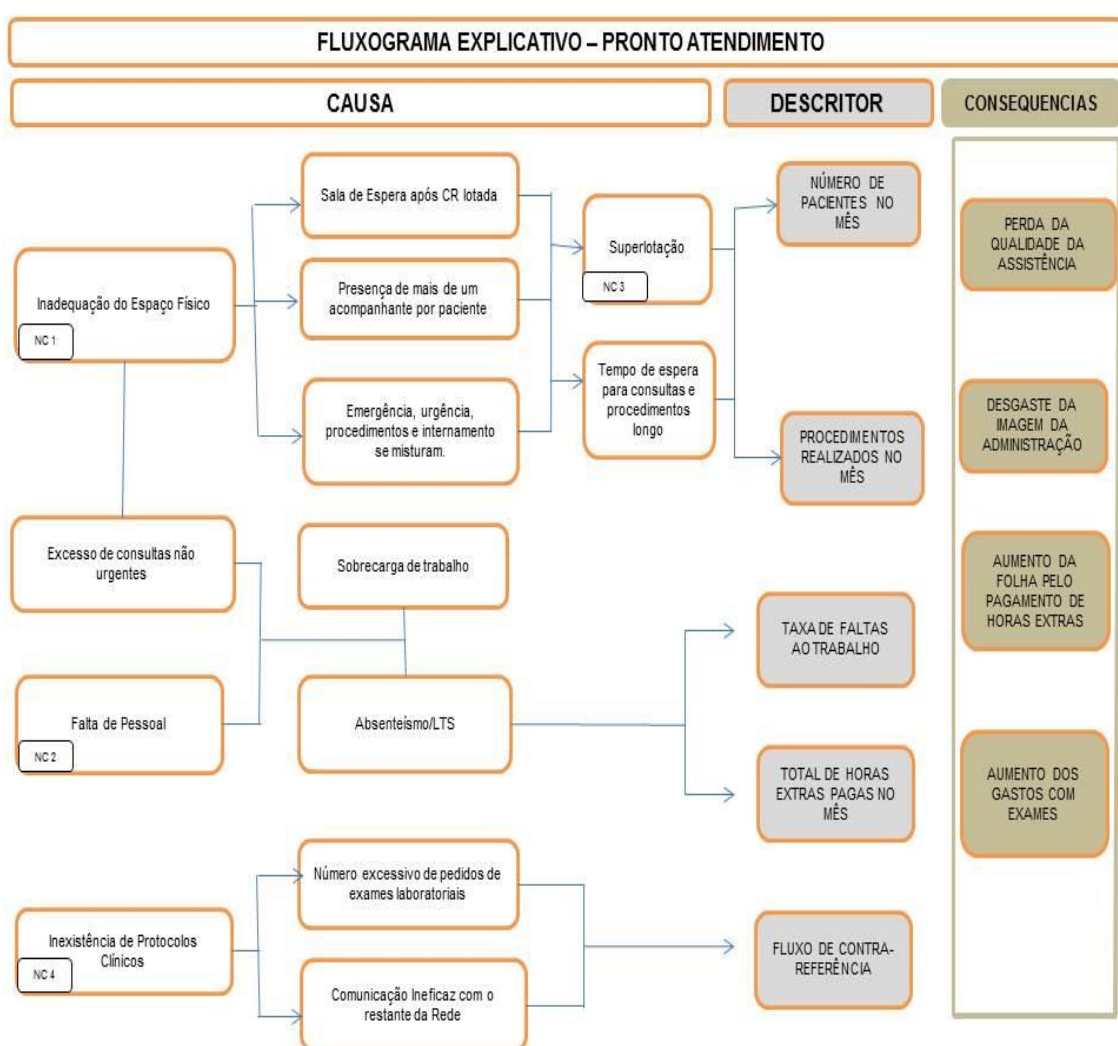 FLUXOGRAMA EXPLICATIVO – PRONTO ATENDIMENTO
CAUSA
DESCRITOR
CONSEQUENCIAS
Sala de Espera após CR lotada
Inadequação do Espaço Físico
NC 1
Presença de mais de um
acompanhante por paciente
Emergência, urgência,
procedimentos e internamento
se misturam.
Superlotação
NC 3
Tempo de espera
para consultas e
procedimentos
longo
NÚMERO DE
PACIENTES NO
MÊS
PROCEDIMENTOS
REALIZADOS NO
MÊS
Excesso de consultas não
urgentes
Sobrecarga de trabalho
Falta de Pessoal
NC 2
Absenteísmo/LTS
TAXA DE FALTAS
AO TRABALHO
TOTAL DE HORAS
EXTRAS PAGAS NO
MÊS
Inexistência de Protocolos
Clínicos
NC 4
Número excessivo de pedidos de
exames laboratoriais
Comunicação Ineficaz com o
restante da Rede
FLUXO DE CONTRA-
REFERÊNCIA
PERDA DA
QUALIDADE DA
ASSISTÊNCIA
DESGASTE DA
IMAGEM DA
ADMINISTRAÇÃO
AUMENTO DA
FOLHA PELO
PAGAMENTO DE
HORAS EXTRAS
AUMENTO DOS
GASTOS COM
EXAMES